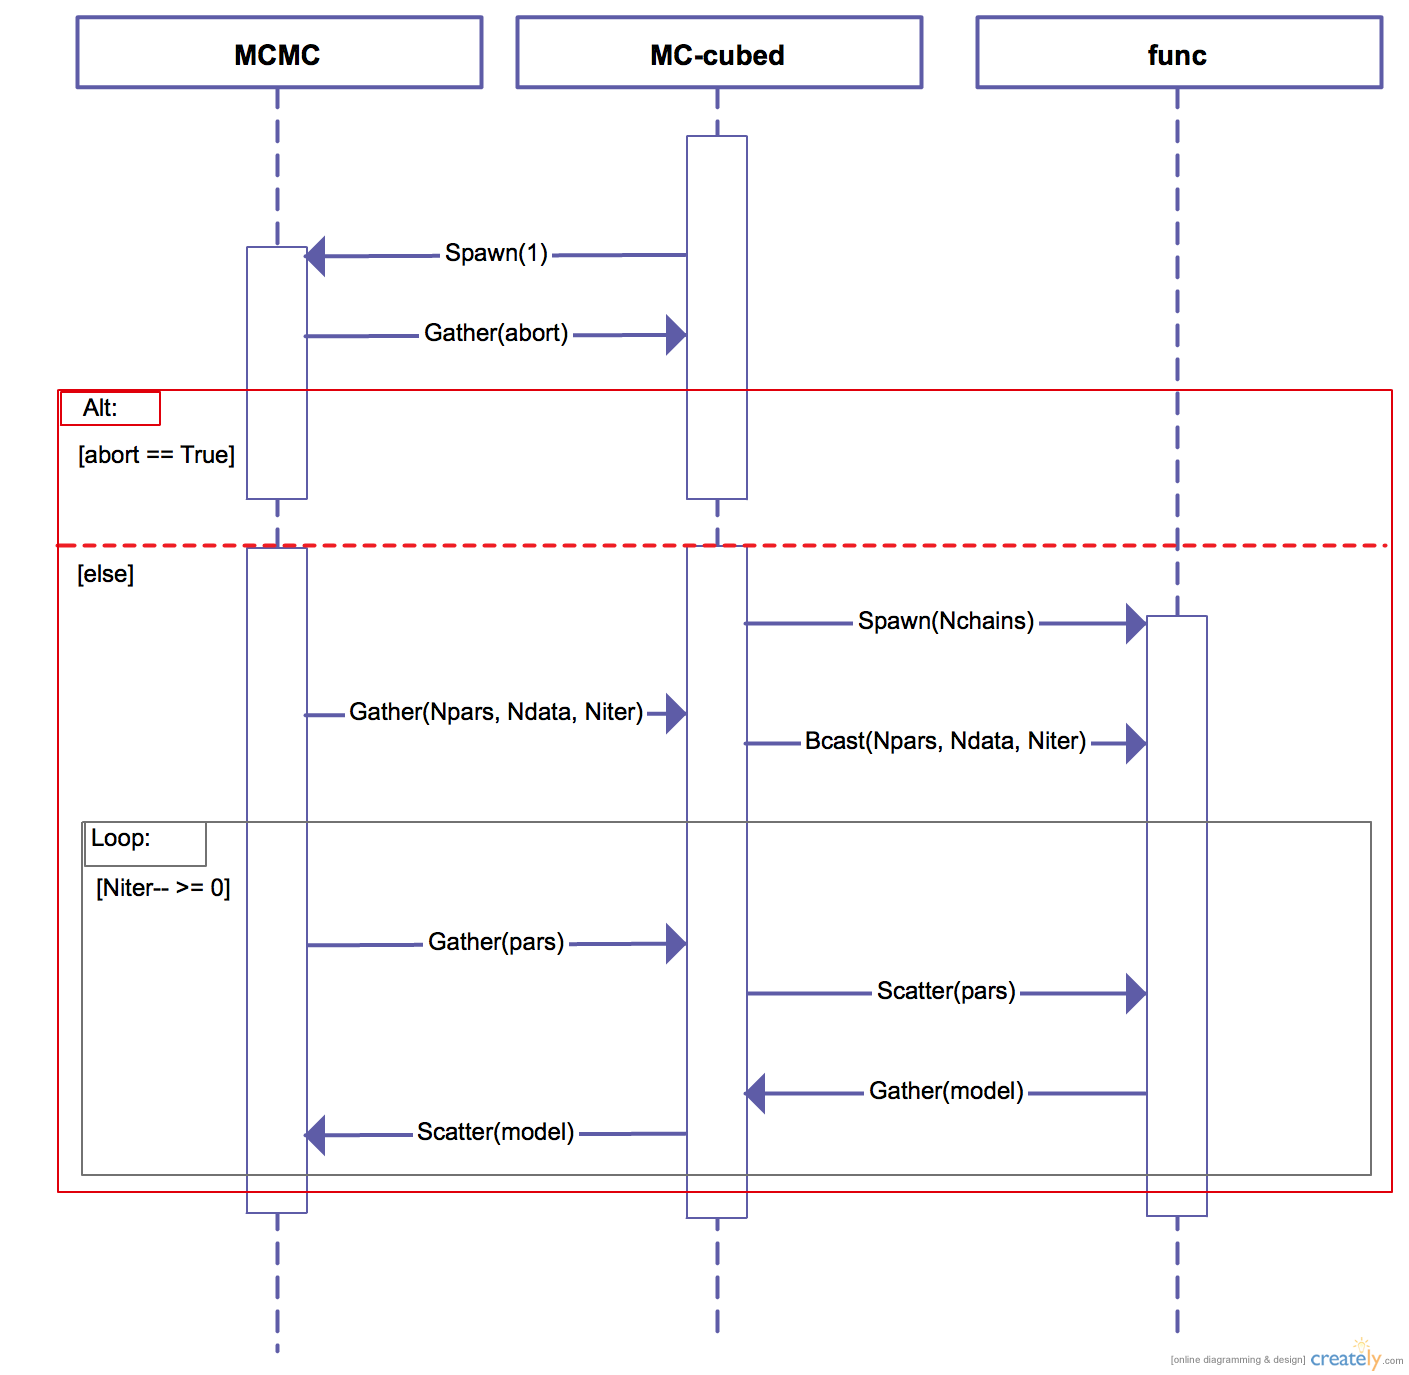 MCMC
MC-cubed
func
Spawn(1)
Gather(abort)
Alt:
[abort == True]
[else]
Spawn(Nchains)
Gather(Npars, Ndata, Niter)
Bcast(Npars, Ndata, Niter)
Loop:
[Niter-- >= 0]
Gather(pars)
Scatter(pars)
Gather(model)
Scatter(model)
[online diagramming & design] creately.com